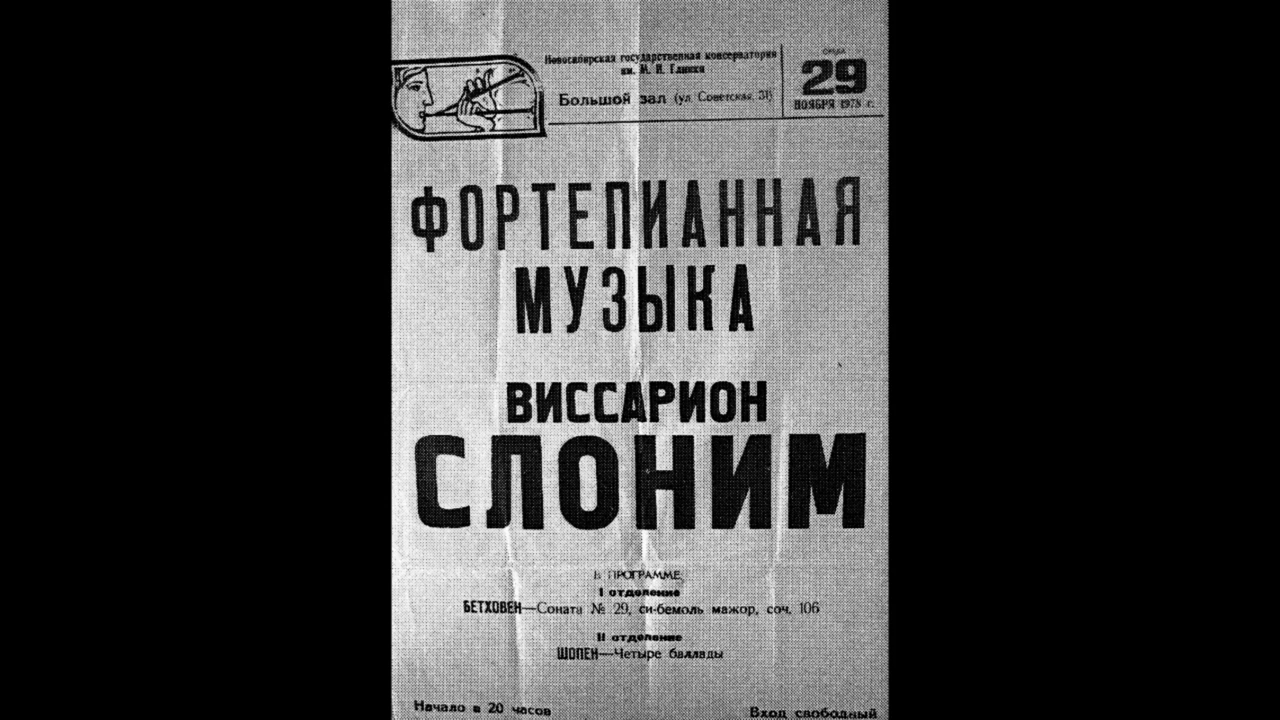 Новосибирская государственная консерватория
им. М. И. Глинки
Большой зал (ул. Советская, 31)
среда
29
НОЯБРЯ 1978 г.
ФОРТЕПИАННАЯ
МУЗЫКА
ВИССАРИОН
СЛОНИМ
В ПРОГРАММЕ:
I отделение
БЕТХОВЕН—Соната № 29, си-бемоль мажор, соч. 106
II отделение
ШОПЕН—Четыре баллады
Начало в 20 часов
Вход свободный